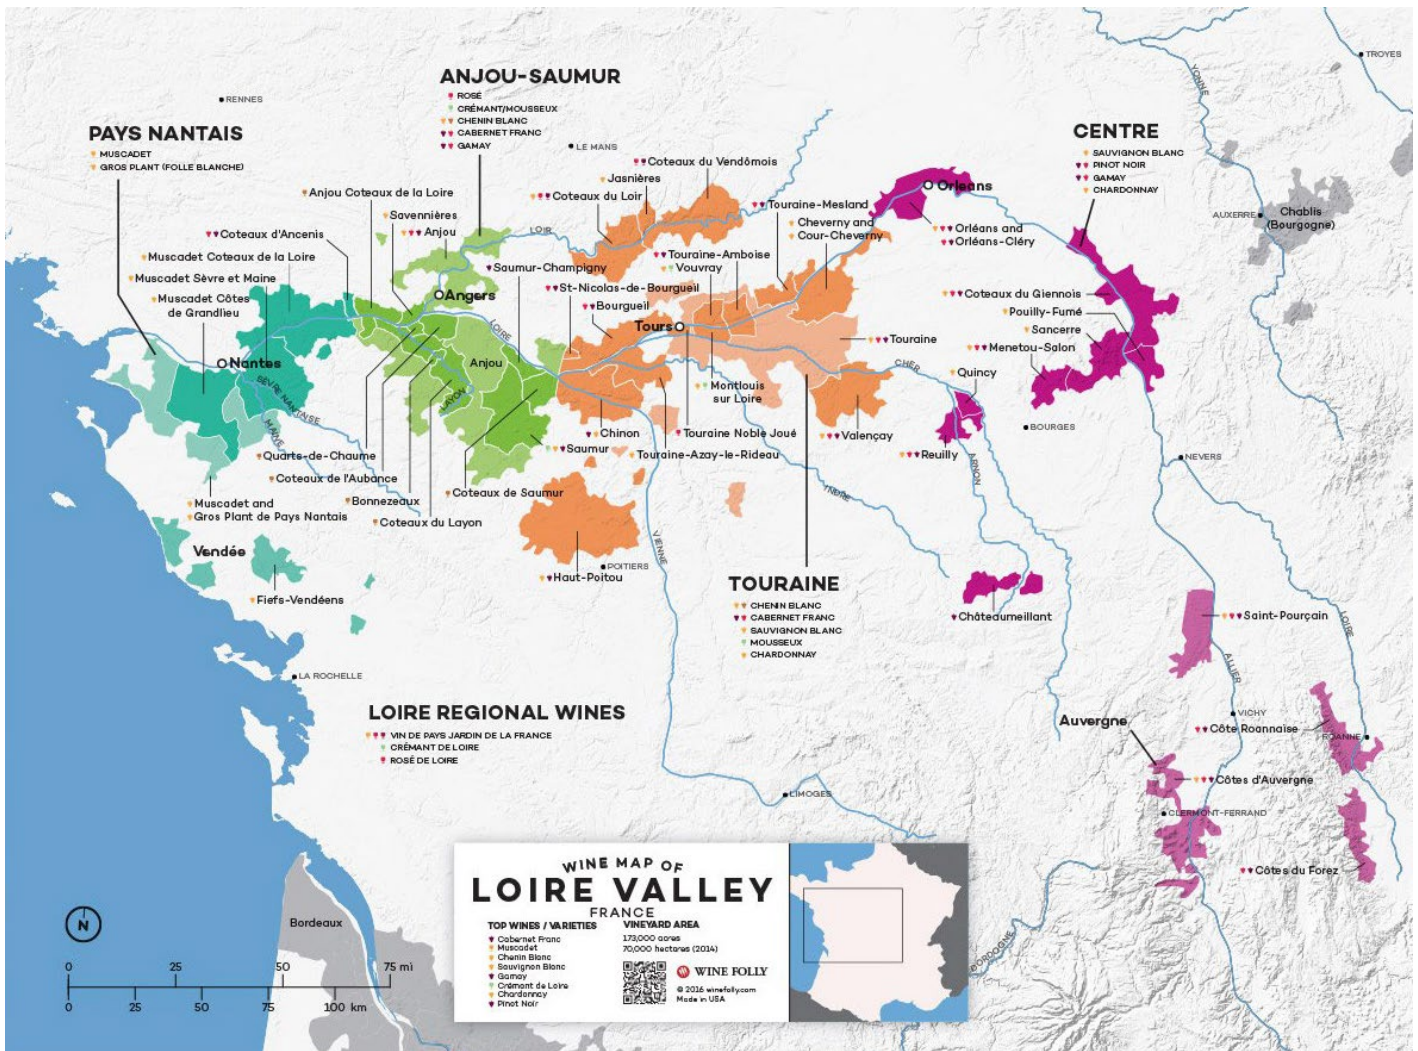 TROYES
YONNE
ANJOU-SAUMUR
ROSÉ
CRÉMANT/MOUSSEUX
CHENIN BLANC
CABERNET FRANC
GAMAY
RENNES
PAYS NANTAIS
MUSCADET
GROS PLANT (FOLLE BLANCHE)
LE MANS
CENTRE
SAUVIGNON BLANC
PINOT NOIR
GAMAY
CHARDONNAY
Coteaux du Vendômois
Jasnières
Coteaux du Loir
Anjou Coteaux de la Loire
Savennières
Anjou
Coteaux d'Ancenis
Muscadet Coteaux de la Loire
Muscadet Sèvre et Maine
Muscadet Côtes
de Grandlieu
LOIR
Orléans
Touraine-Mesland
Cheverny and
Cour-Cheverny
Orléans and
Orléans-Cléry
AUXERRE
Chablis
(Bourgogne)
Touraine-Amboise
Vouvray
Saumur-Champigny
St-Nicolas-de-Bourgueil
Bourgueil
Angers
Tours
LOIRE
Coteaux du Giennois
Pouilly-Fumé
Sancerre
Menetou-Salon
Nantes
Anjou
Touraine
CHER
Quincy
SÈVRE NANTAISE
MAINE
LAYON
Montlouis
sur Loire
Chinon
Touraine Noble Joué
Valençay
Reuilly
BOURGES
NEVERS
Saumur
Touraine-Azay-le-Rideau
Quarts-de-Chaume
Coteaux de l'Aubance
Bonnezeaux
Coteaux de Saumur
Coteaux du Layon
Muscadet and
Gros Plant de Pays Nantais
ARNON
YNDRE
VIENNE
Vendée
Fiefs-Vendéens
Haut-Poitou
POITIERS
TOURAINE
CHENIN BLANC
CABERNET FRANC
SAUVIGNON BLANC
MOUSSEUX
CHARDONNAY
Châteaumeillant
Saint-Pourçain
LOIRE
ALLIER
LA ROCHELLE
LOIRE REGIONAL WINES
VIN DE PAYS JARDIN DE LA FRANCE
CRÉMANT DE LOIRE
ROSÉ DE LOIRE
VICHY
Auvergne
Côte Roannaise
ROANNE
Côtes d'Auvergne
CLERMONT-FERRAND
LIMOGES
Côtes du Forez
DORDOGNE
Bordeaux
N
0 25 50 75 mi
0 25 50 75 100 km
WINE MAP OF
LOIRE VALLEY
FRANCE
TOP WINES / VARIETIES
Cabernet Franc
Muscadet
Chenin Blanc
Sauvignon Blanc
Gamay
Crémant de Loire
Chardonnay
Pinot Noir
VINEYARD AREA
173,000 acres
70,000 hectares (2014)
WINE FOLLY
© 2016 winefolly.com
Made in USA